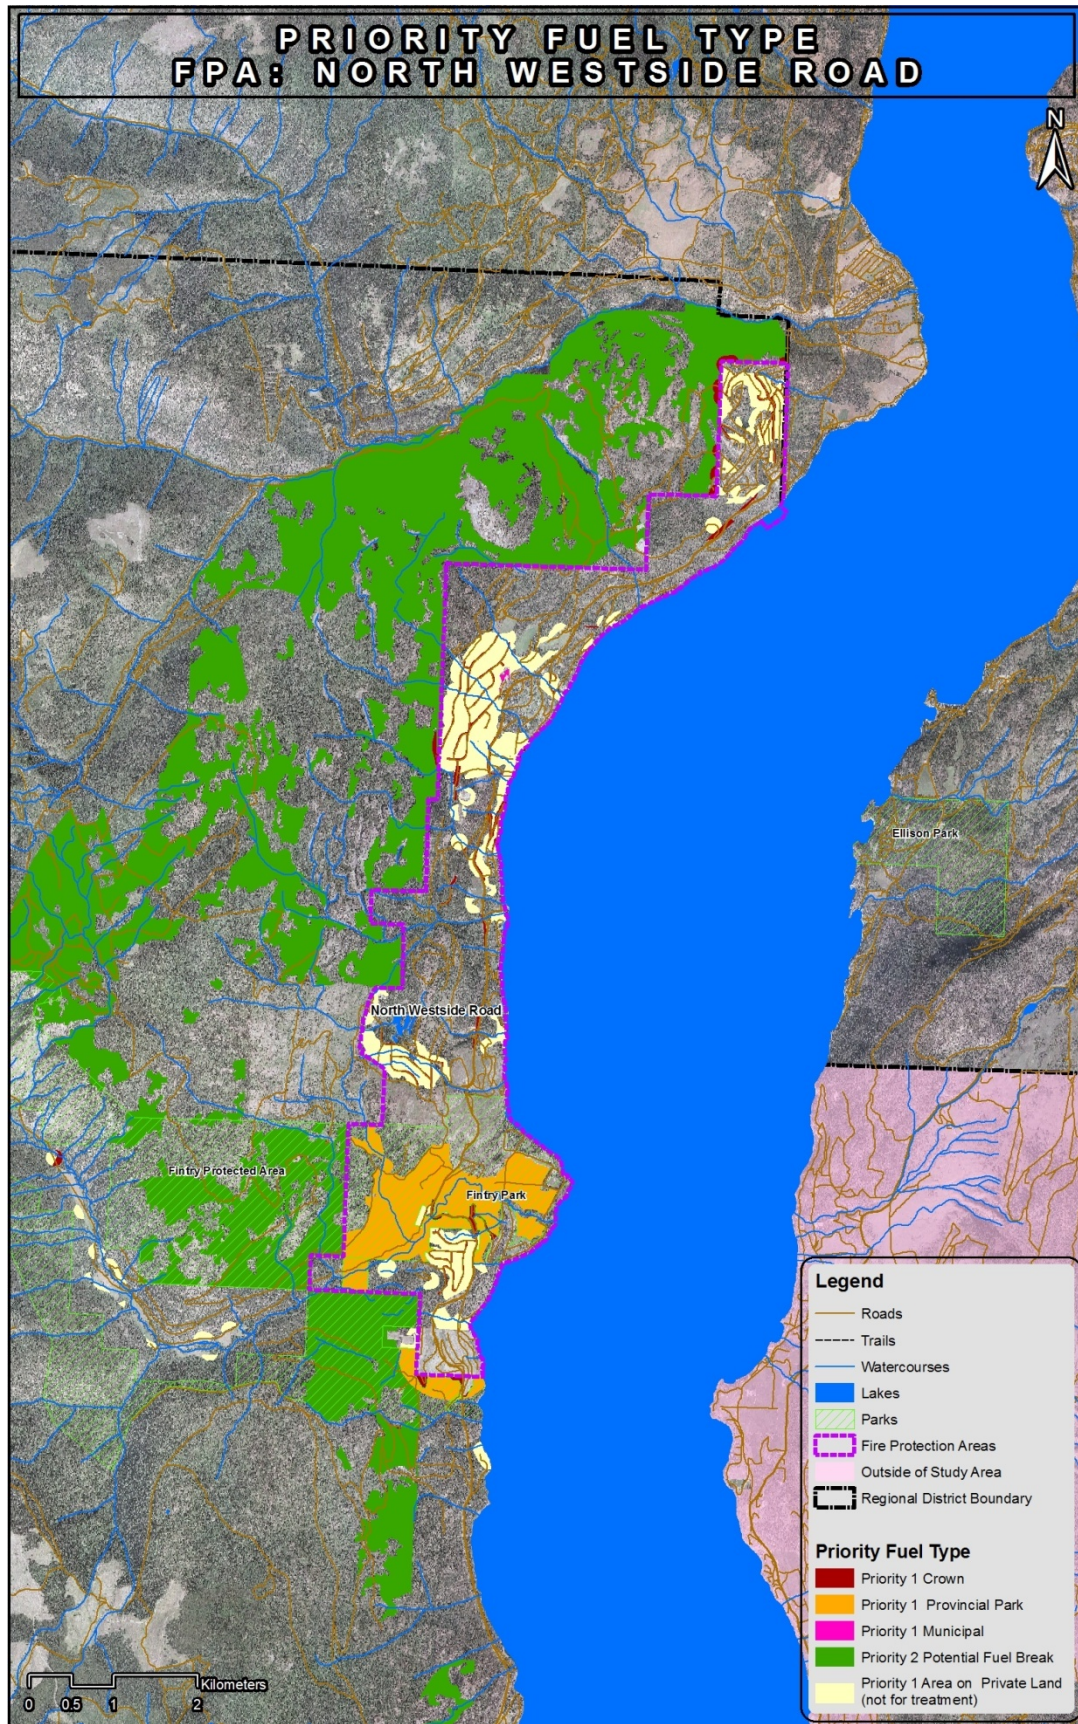 PRIORITY FUEL TYPE
FPA: NORTH WESTSIDE ROAD
N
Ellison Park
North Westside Road
Fintry Protected Area
Fintry Park
Legend
Roads
Trails
Watercourses
Lakes
Parks
Fire Protection Areas
Outside of Study Area
Regional District Boundary
Priority Fuel Type
Priority 1 Crown
Priority 1 Provincial Park
Priority 1 Municipal
Priority 2 Potential Fuel Break
Priority 1 Area on Private Land
(not for treatment)
Kilometers
0 0.5 1 2